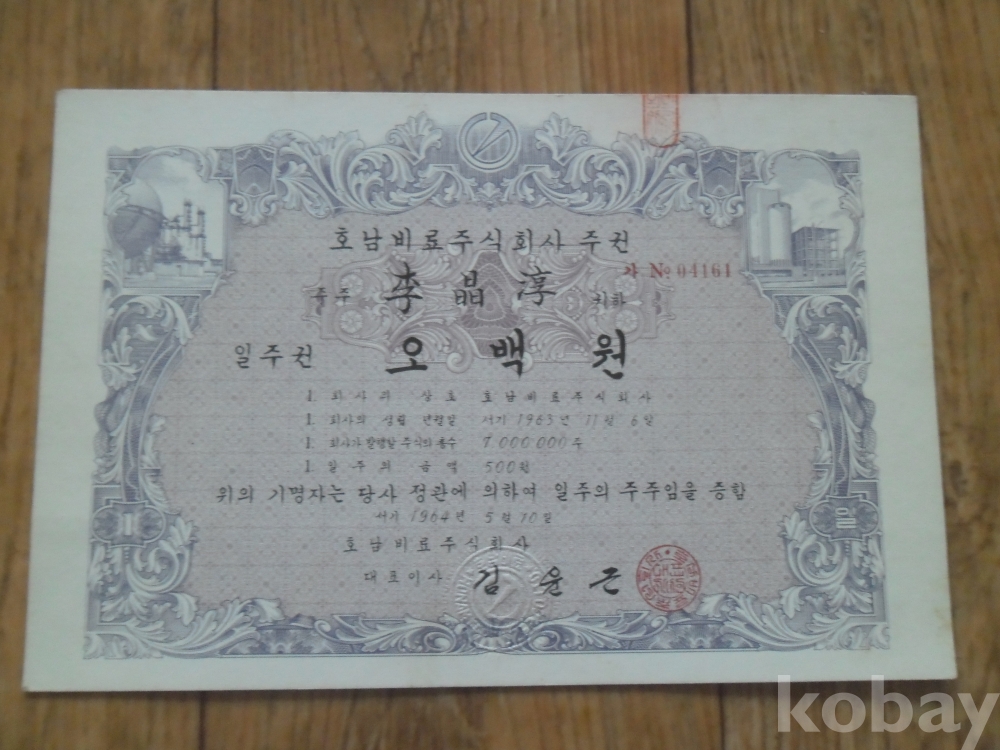 호남비료주식회사 주권
가 № 04161
주주 李晶淳 치하
일주권 오백원
1. 회사의 상호 호남비료주식회사
1. 회사의 성립 년월일 서기 1963년 11월 6일
1. 회사가 발행할 주식의 총수 7,000,000주
1. 일주의 금액 500원
위의 기명자는 당사 정관에 의하여 일주의 주주임을 증함
서기 1964년 5월 10일
호남비료주식회사
대표이사 김윤근
1
일
kobay